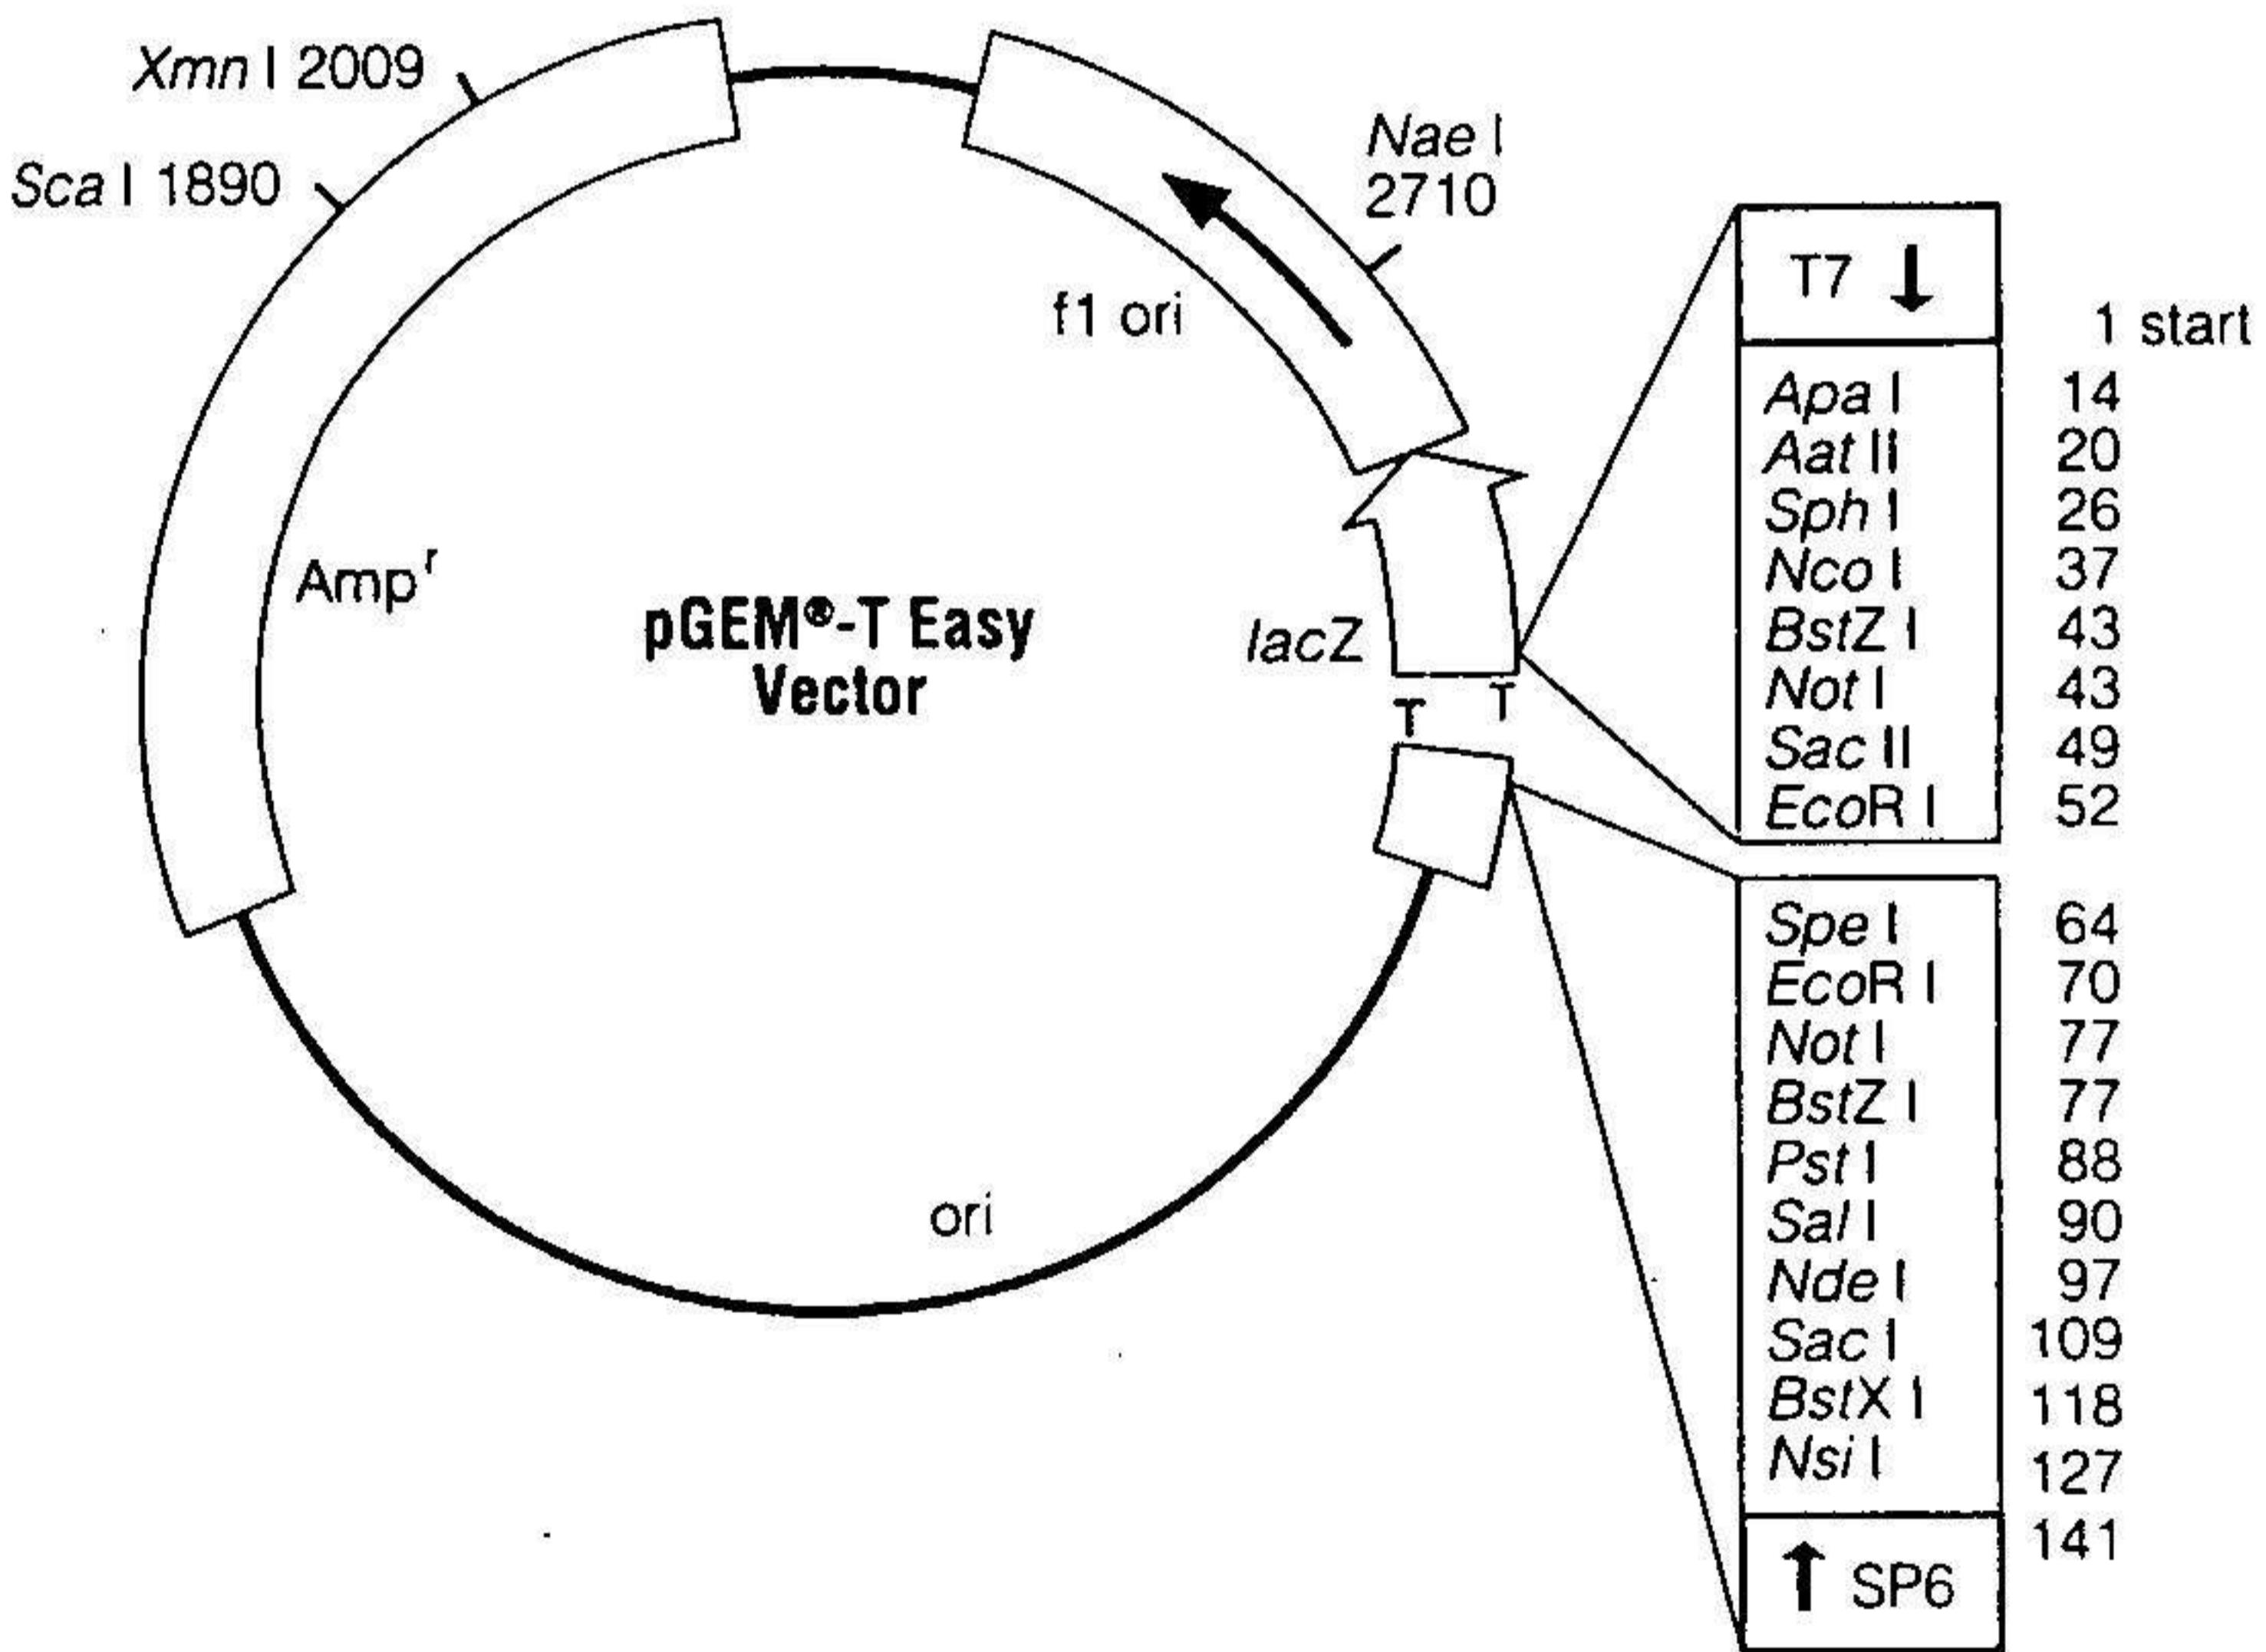 Xmn I 2009
Sca I 1890
Nae I
2710
f1 ori
Amp^r
pGEM®-T Easy
Vector
lacZ
T T
ori
T7 ↓
1 start
Apa I 14
Aat II 20
Sph I 26
Nco I 37
BstZ I 43
Not I 43
Sac II 49
EcoR I 52
Spe I 64
EcoR I 70
Not I 77
BstZ I 77
Pst I 88
Sal I 90
Nde I 97
Sac I 109
BstX I 118
Nsi I 127
141
↑ SP6